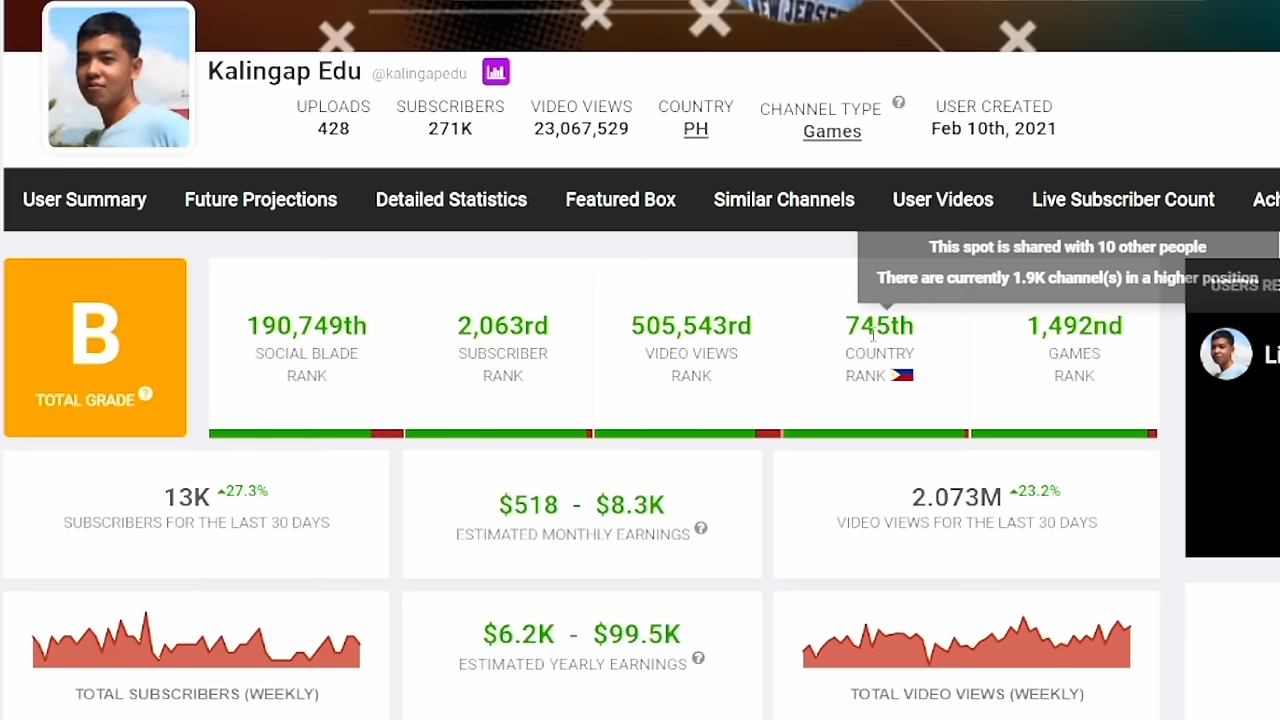 NEW JERSEY
Kalingap Edu @kalingapedu
UPLOADS SUBSCRIBERS VIDEO VIEWS COUNTRY CHANNEL TYPE ? USER CREATED
428 271K 23,067,529 PH Games Feb 10th, 2021
User Summary Future Projections Detailed Statistics Featured Box Similar Channels User Videos Live Subscriber Count
This spot is shared with 10 other people
There are currently 1.9K channel(s) in a higher position
B
TOTAL GRADE ?
190,749th 2,063rd 505,543rd 745th 1,492nd
SOCIAL BLADE SUBSCRIBER VIDEO VIEWS COUNTRY GAMES
RANK RANK RANK RANK RANK
13K 27.3%
SUBSCRIBERS FOR THE LAST 30 DAYS
$518 - $8.3K
ESTIMATED MONTHLY EARNINGS ?
2.073M 23.2%
VIDEO VIEWS FOR THE LAST 30 DAYS
$6.2K - $99.5K
ESTIMATED YEARLY EARNINGS ?
TOTAL SUBSCRIBERS (WEEKLY)
TOTAL VIDEO VIEWS (WEEKLY)